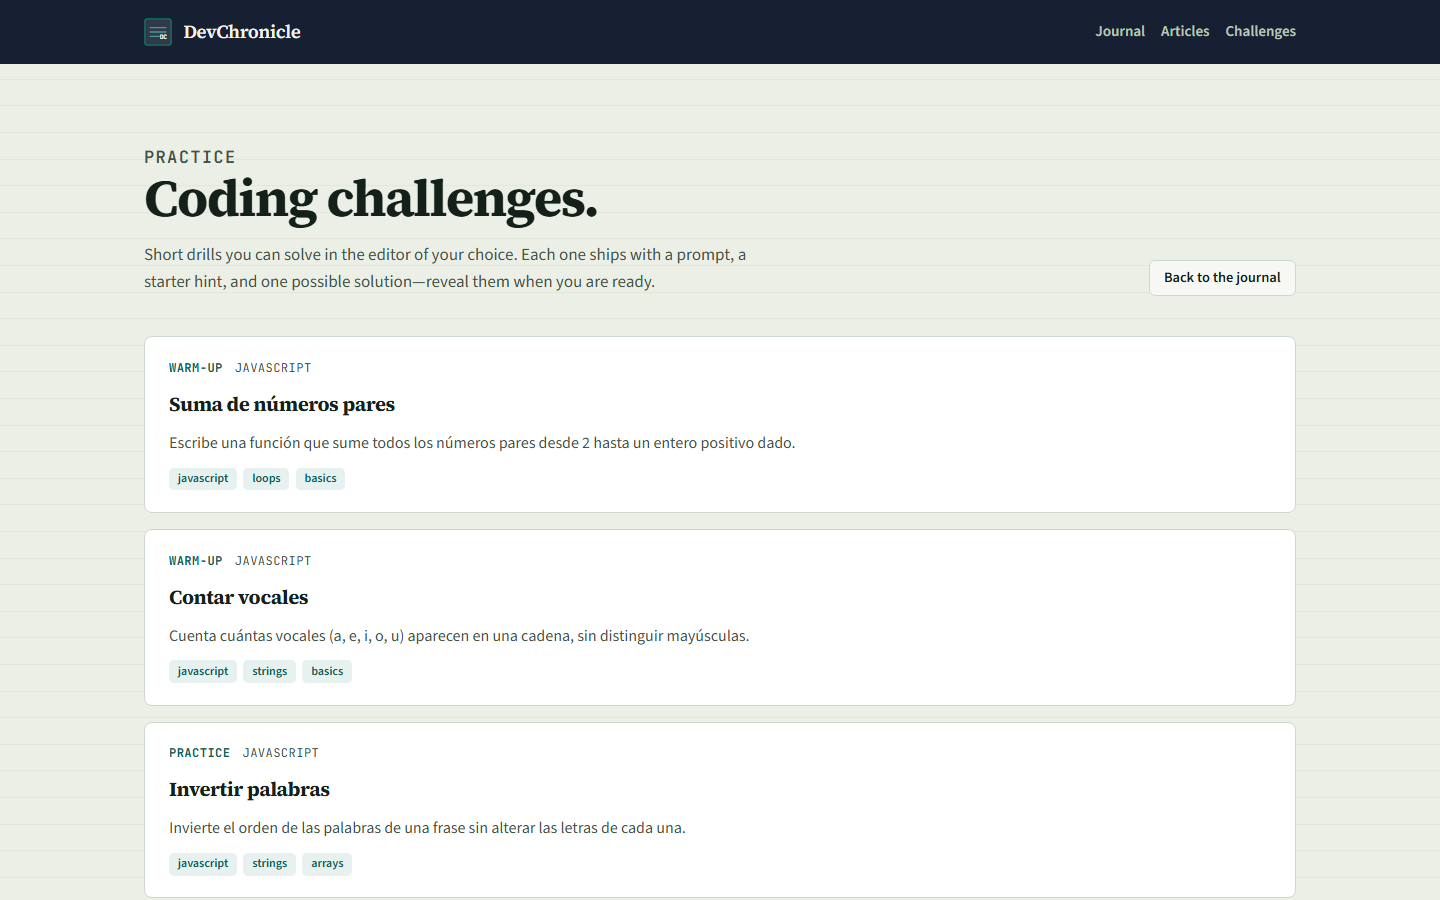 DC
DevChronicle
Journal Articles Challenges
PRACTICE
Coding challenges.
Short drills you can solve in the editor of your choice. Each one ships with a prompt, a
starter hint, and one possible solution—reveal them when you are ready.
Back to the journal
WARM-UP JAVASCRIPT
Suma de números pares
Escribe una función que sume todos los números pares desde 2 hasta un entero positivo dado.
javascript loops basics
WARM-UP JAVASCRIPT
Contar vocales
Cuenta cuántas vocales (a, e, i, o, u) aparecen en una cadena, sin distinguir mayúsculas.
javascript strings basics
PRACTICE JAVASCRIPT
Invertir palabras
Invierte el orden de las palabras de una frase sin alterar las letras de cada una.
javascript strings arrays